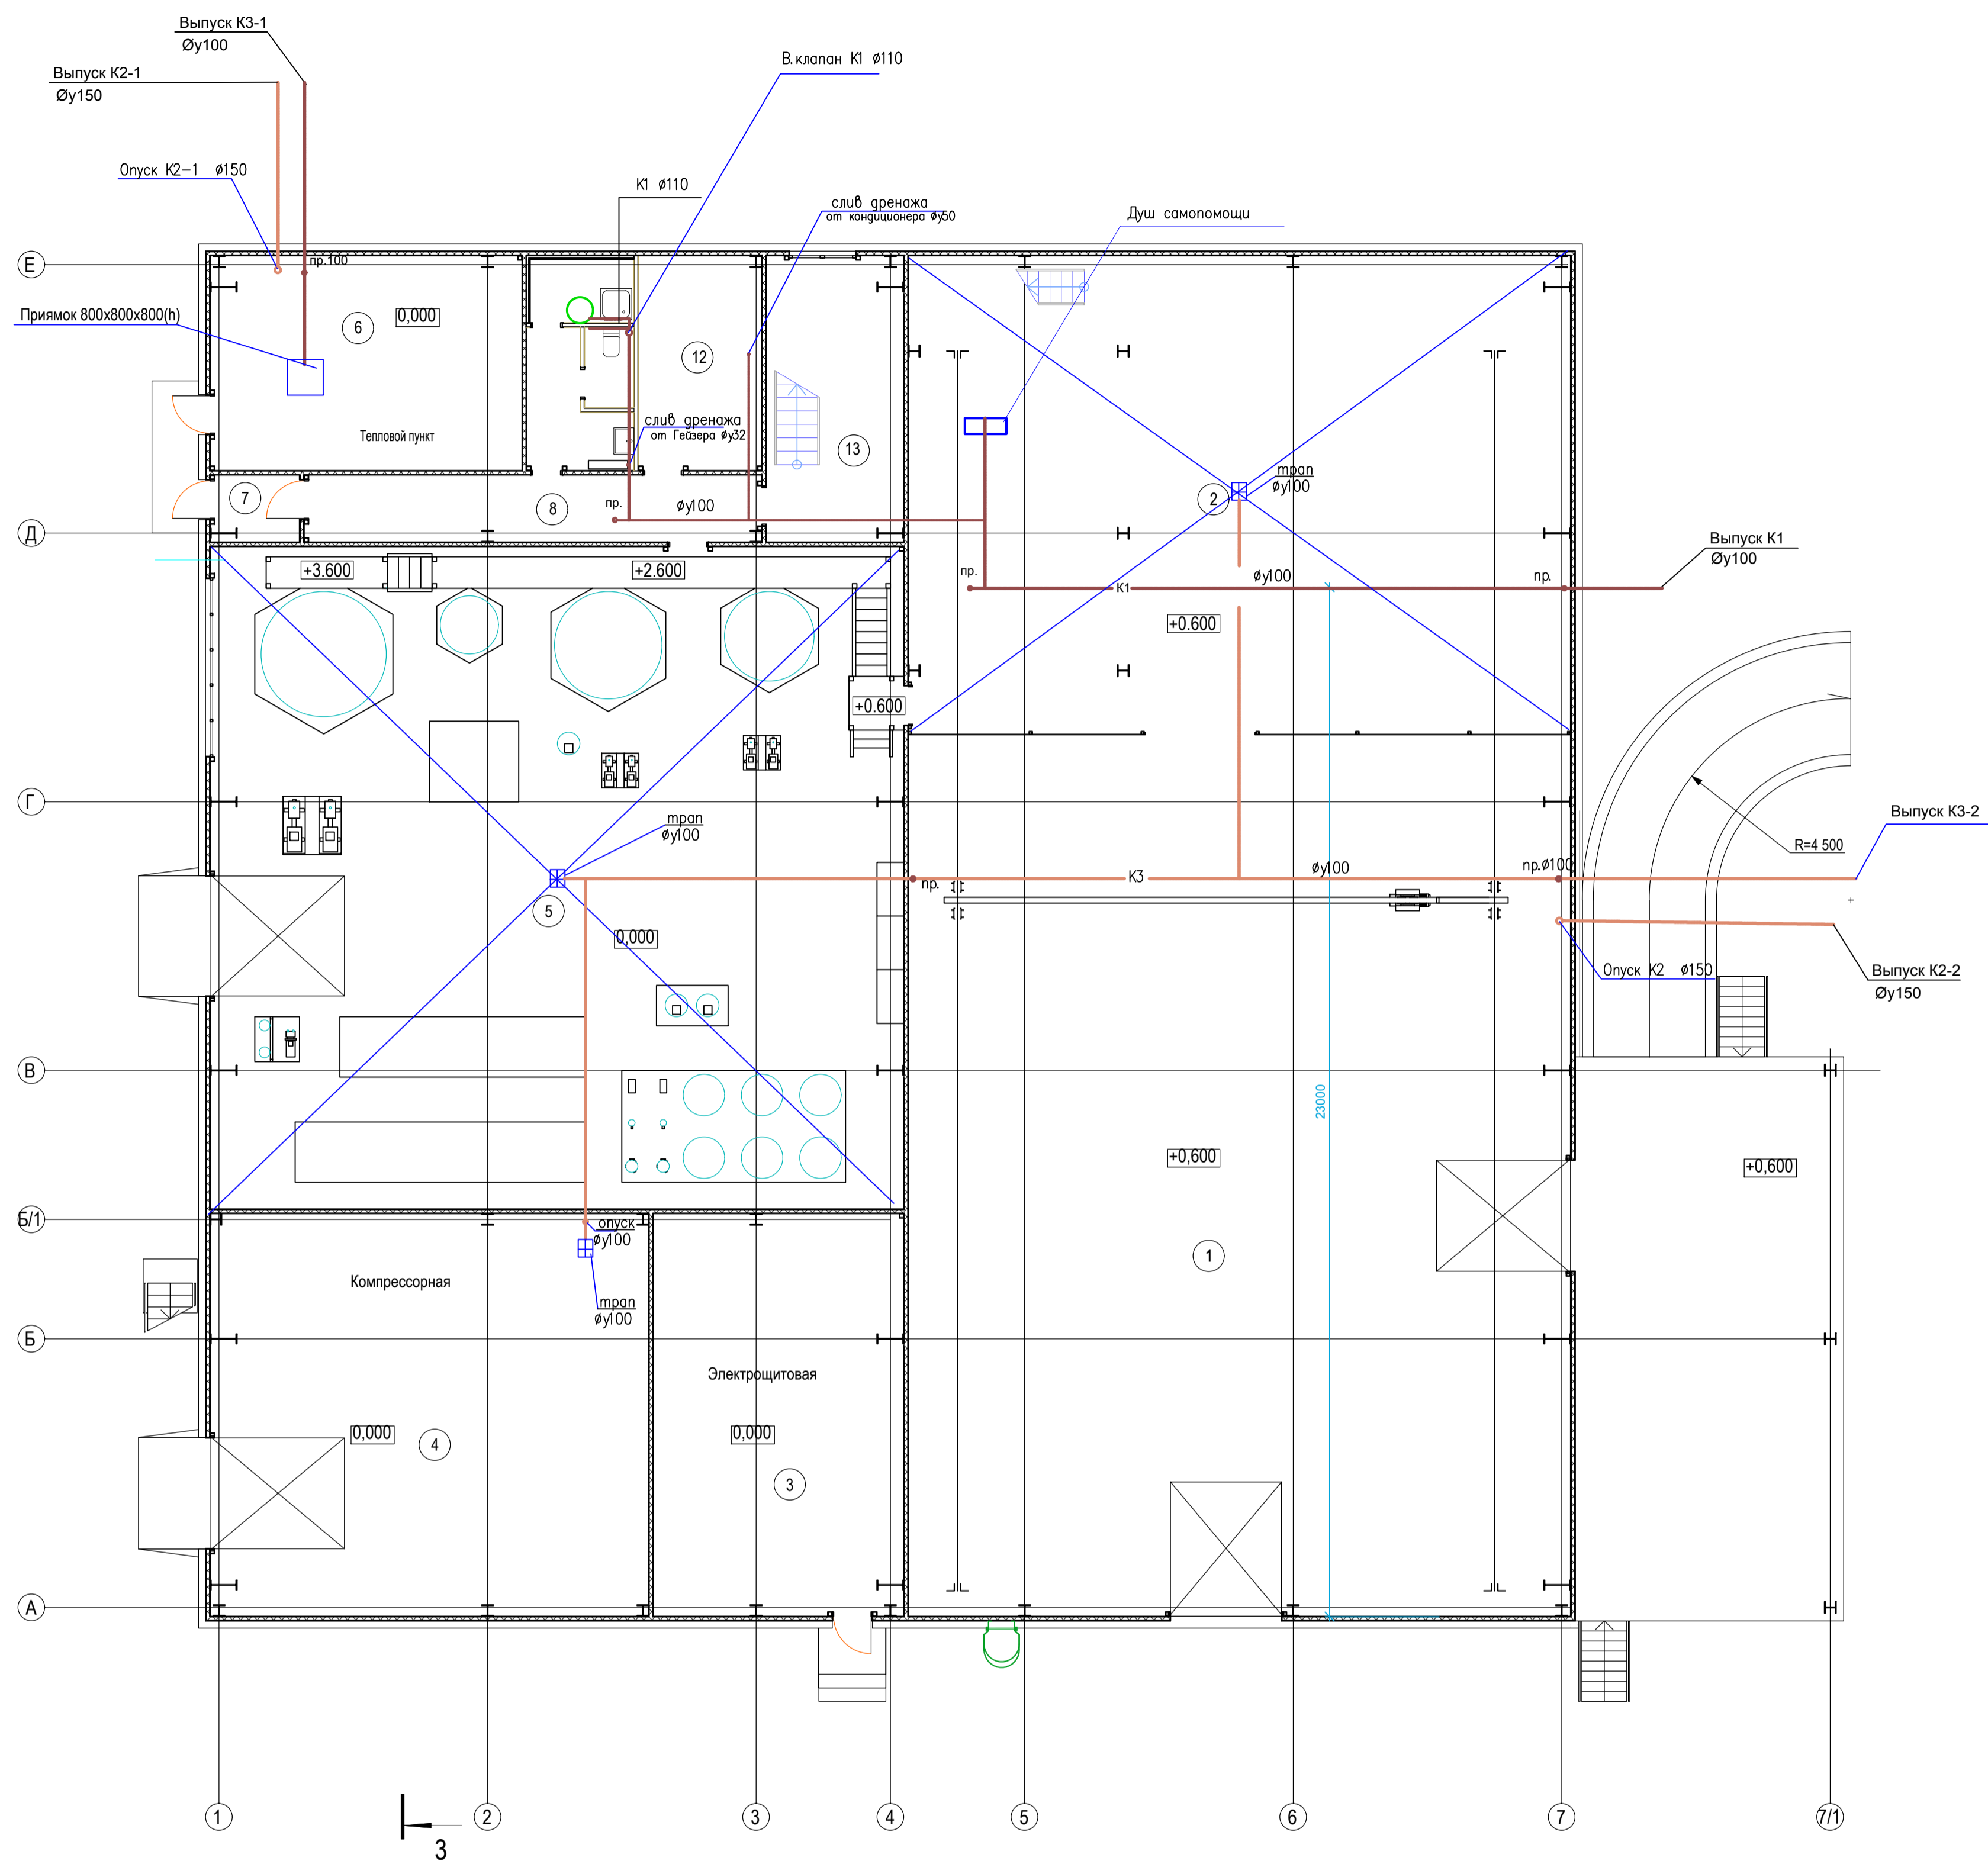 Выпуск К3-1
Øу100
Выпуск К2-1
Øу150
В.клапан К1 ø110
Опуск К2-1 ø150
К1 ø110
слив дренажа
от кондиционера øу50
Душ самопомощи
Е
пр.100
Приямок 800х800х800(h)
6
0,000
12
Тепловой пункт
слив дренажа
от Гейзера øу32
13
трап
øу100
2
7
8
пр.
øу100
Д
Выпуск К1
Øу100
+3.600
+2.600
пр.
К1
øу100
пр.
+0.600
+0.600
Г
трап
øу100
Выпуск К3-2
R=4 500
пр.
К3
øу100
пр.ø100
5
0,000
Опуск К2 ø150
Выпуск К2-2
Øу150
В
23000
+0,600
+0,600
Б/1
опуск
øу100
1
Компрессорная
трап
øу100
Б
Электрощитовая
0,000
4
0,000
3
А
1
2
3
4
5
6
7
7/1
3